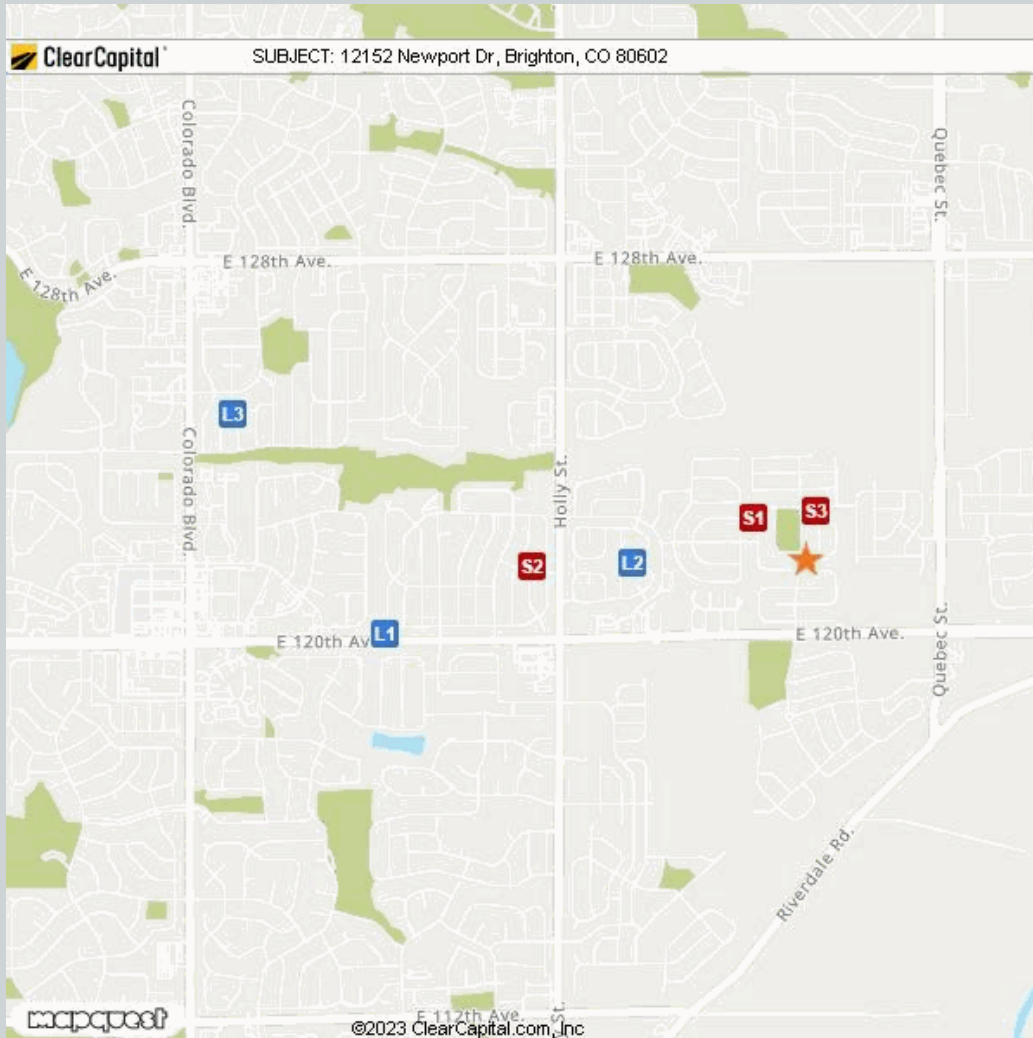 ClearCapital
SUBJECT: 12152 Newport Dr, Brighton, CO 80602
Colorado Blvd.
Quebec St.
E 128th Ave.
E 128th Ave.
E 128th Ave.
L3
Colorado Blvd.
Holly St.
S1
S3
S2
L2
L1
E 120th Av
E 120th Ave.
Quebec St.
Riverdale Rd.
mapquest
E 112th Ave.
St.
©2023 ClearCapital.com, Inc